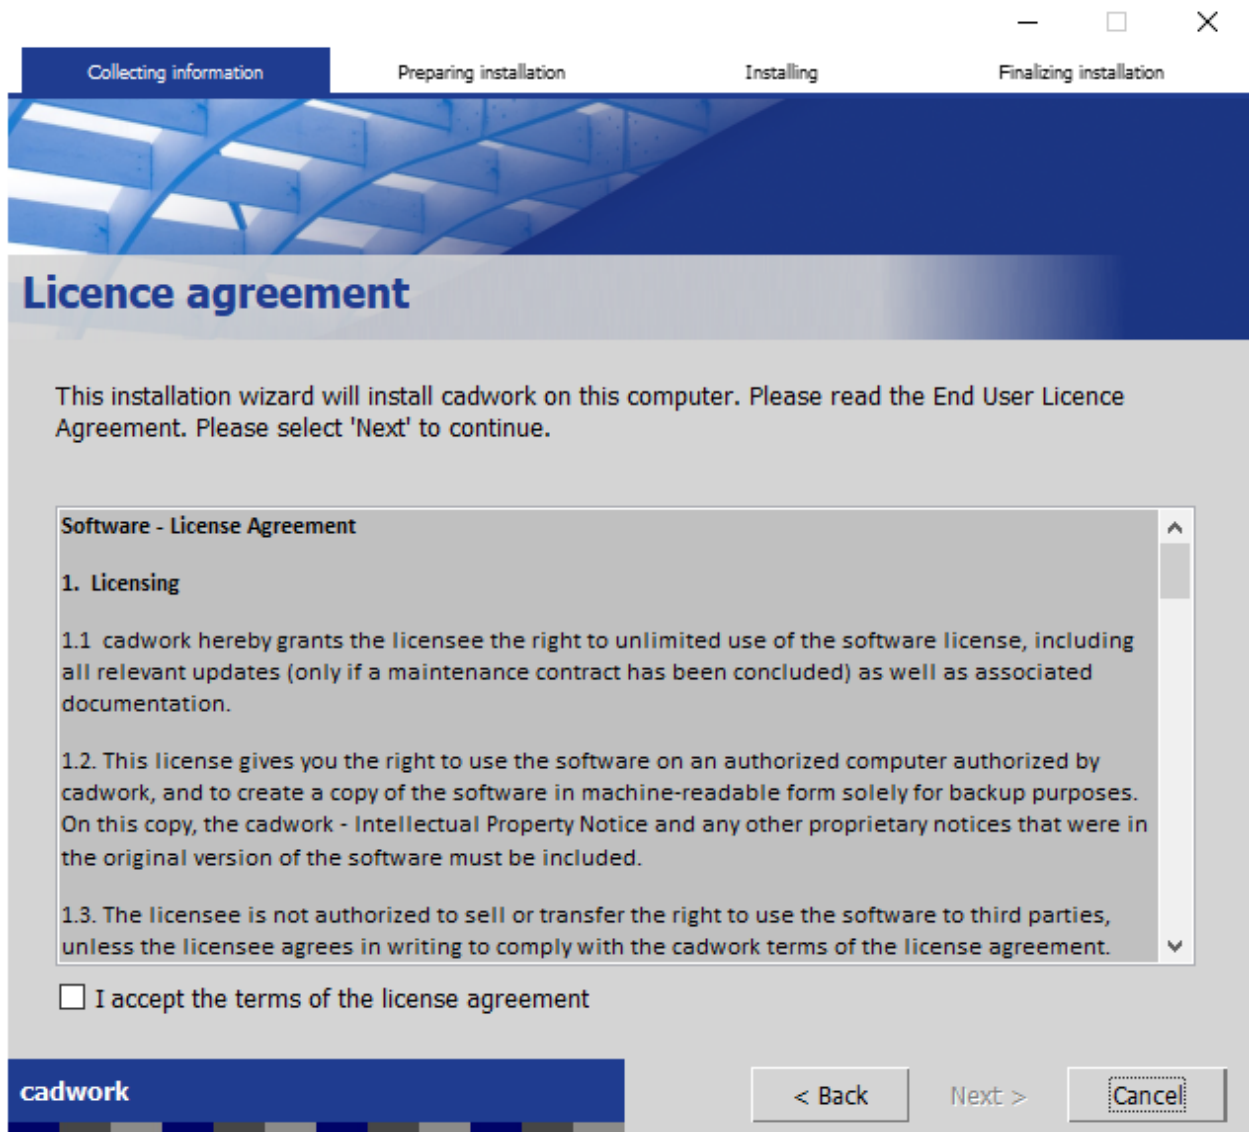 Collecting information
Preparing installation
Installing
Finalizing installation
Licence agreement
This installation wizard will install cadwork on this computer. Please read the End User Licence
Agreement. Please select 'Next' to continue.
Software - License Agreement
1. Licensing
1.1 cadwork hereby grants the licensee the right to unlimited use of the software license, including
all relevant updates (only if a maintenance contract has been concluded) as well as associated
documentation.
1.2. This license gives you the right to use the software on an authorized computer authorized by
cadwork, and to create a copy of the software in machine-readable form solely for backup purposes.
On this copy, the cadwork - Intellectual Property Notice and any other proprietary notices that were in
the original version of the software must be included.
1.3. The licensee is not authorized to sell or transfer the right to use the software to third parties,
unless the licensee agrees in writing to comply with the cadwork terms of the license agreement.
I accept the terms of the license agreement
cadwork
< Back
Next >
Cancel